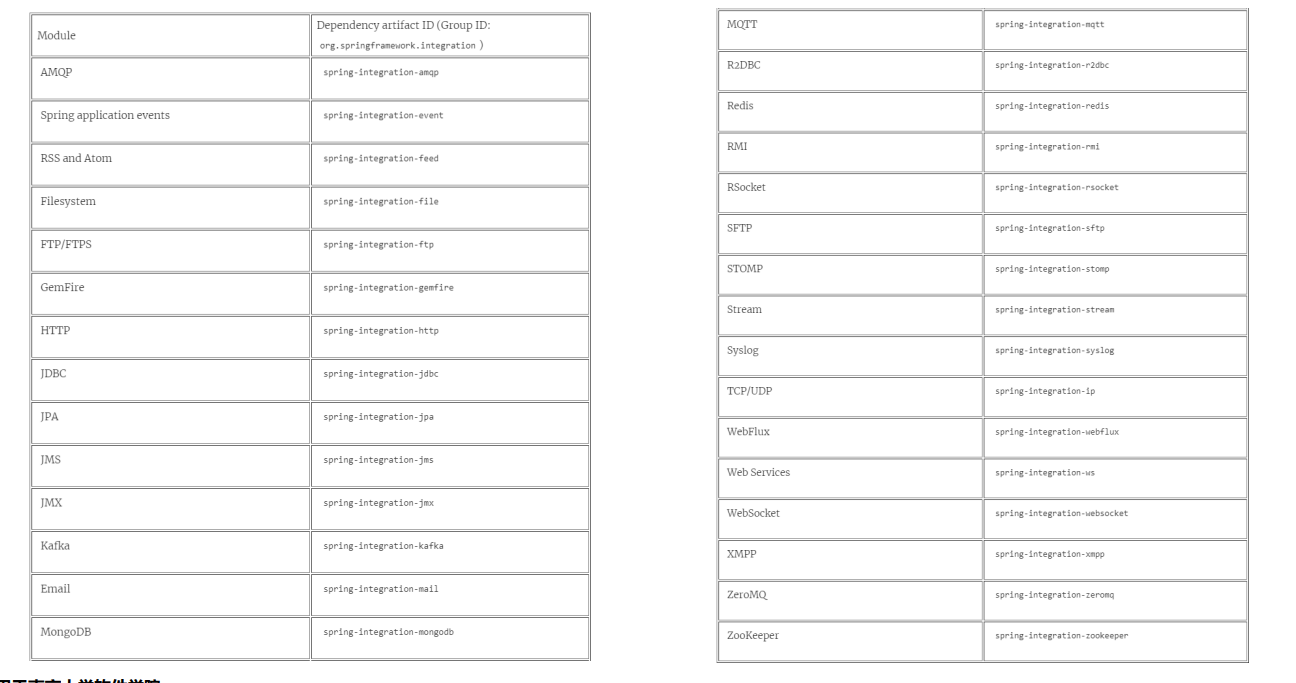 Module
Dependency artifact ID (Group ID:
org.springframework.integration )
AMQP
spring-integration-amqp
Spring application events
spring-integration-event
RSS and Atom
spring-integration-feed
Filesystem
spring-integration-file
FTP/FTPS
spring-integration-ftp
GemFire
spring-integration-gemfire
HTTP
spring-integration-http
JDBC
spring-integration-jdbc
JPA
spring-integration-jpa
JMS
spring-integration-jms
JMX
spring-integration-jmx
Kafka
spring-integration-kafka
Email
spring-integration-mail
MongoDB
spring-integration-mongodb
MQTT
spring-integration-mqtt
R2DBC
spring-integration-r2dbc
Redis
spring-integration-redis
RMI
spring-integration-rmi
RSocket
spring-integration-rsocket
SFTP
spring-integration-sftp
STOMP
spring-integration-stomp
Stream
spring-integration-stream
Syslog
spring-integration-syslog
TCP/UDP
spring-integration-ip
WebFlux
spring-integration-webflux
Web Services
spring-integration-ws
WebSocket
spring-integration-websocket
XMPP
spring-integration-xmpp
ZeroMQ
spring-integration-zeromq
ZooKeeper
spring-integration-zookeeper